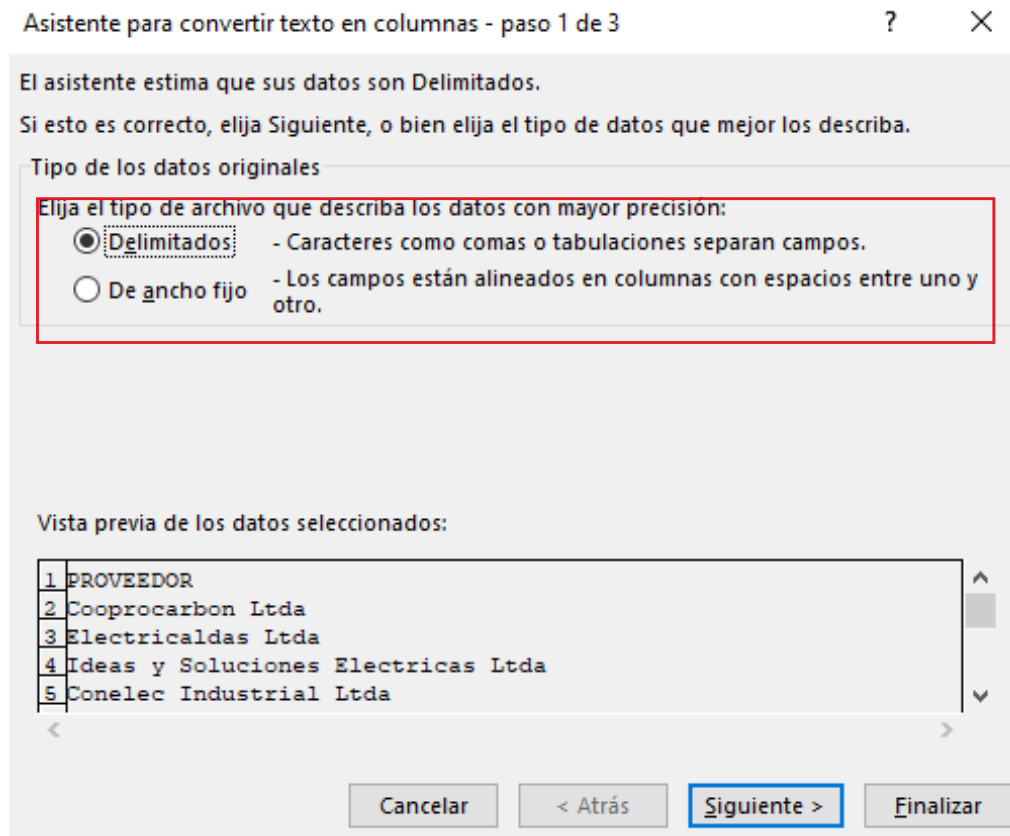 Asistente para convertir texto en columnas - paso 1 de 3 ? ×
El asistente estima que sus datos son Delimitados.
Si esto es correcto, elija Siguiente, o bien elija el tipo de datos que mejor los describa.
Tipo de los datos originales
Elija el tipo de archivo que describa los datos con mayor precisión:
Delimitados - Caracteres como comas o tabulaciones separan campos.
De ancho fijo - Los campos están alineados en columnas con espacios entre uno y
otro.
Vista previa de los datos seleccionados:
1 PROVEEDOR
2 Cooprocarbon Ltda
3 Electricaldas Ltda
4 Ideas y Soluciones Electricas Ltda
5 Conelec Industrial Ltda
Cancelar < Atrás Siguiente > Finalizar